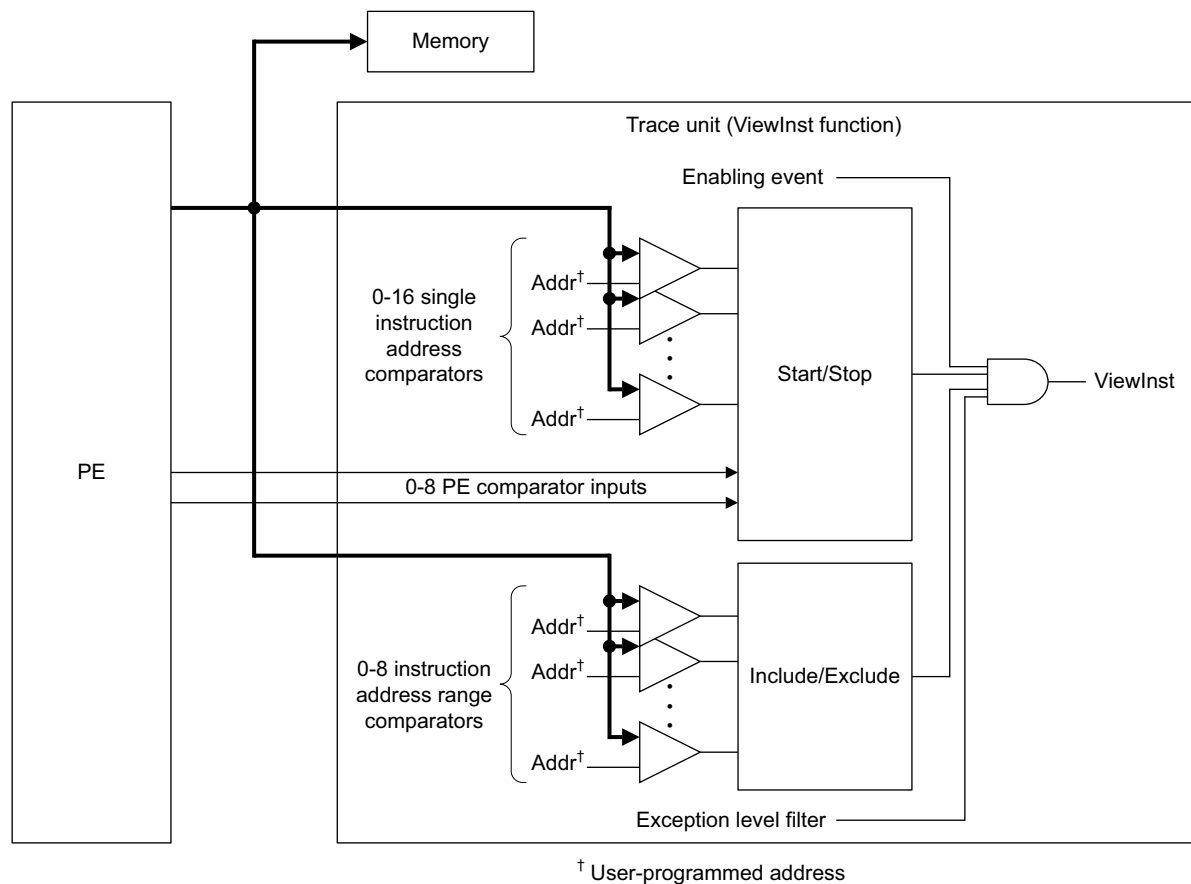 Memory
Trace unit (ViewInst function)
Enabling event
Addr†
0-16 single
instruction
address
comparators
Addr†
Addr†
Start/Stop
ViewInst
PE
0-8 PE comparator inputs
Addr†
0-8 instruction
address range
comparators
Addr†
Addr†
Include/Exclude
Exception level filter
† User-programmed address